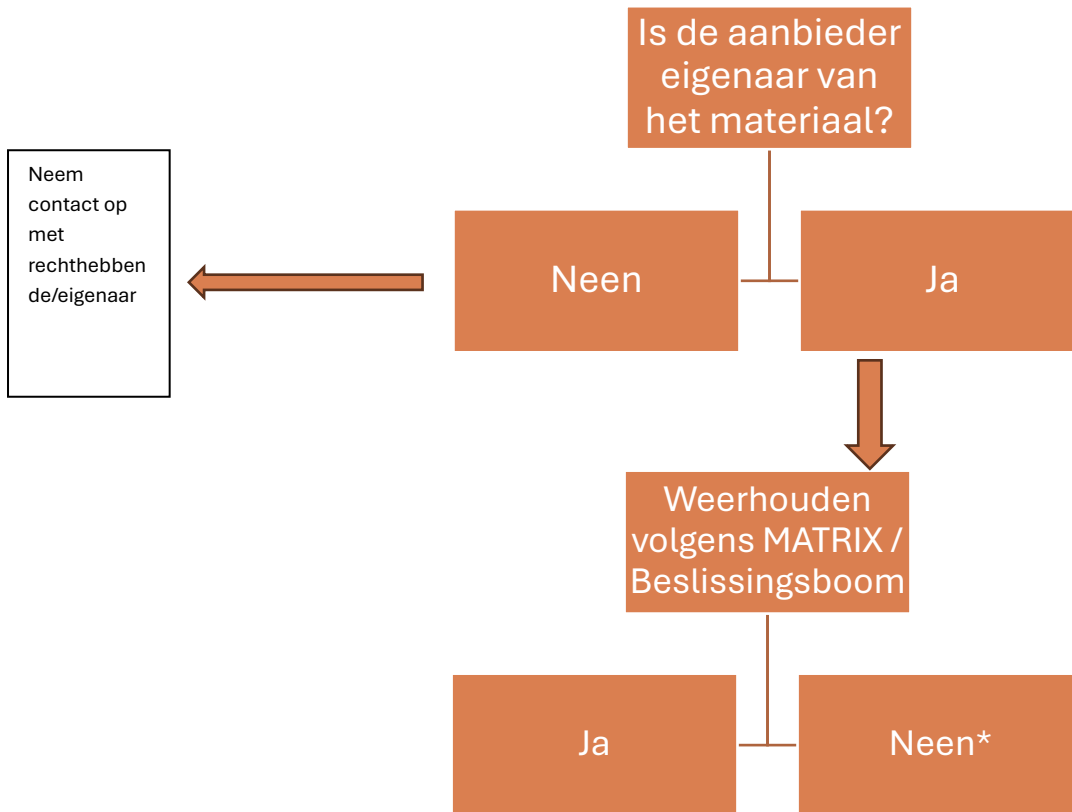 Is de aanbieder
eigenaar van
het materiaal?
Neem
contact op
met
rechthebben
de/eigenaar
Neen
Ja
Weerhouden
volgens MATRIX /
Beslissingsboom
Ja
Neen*